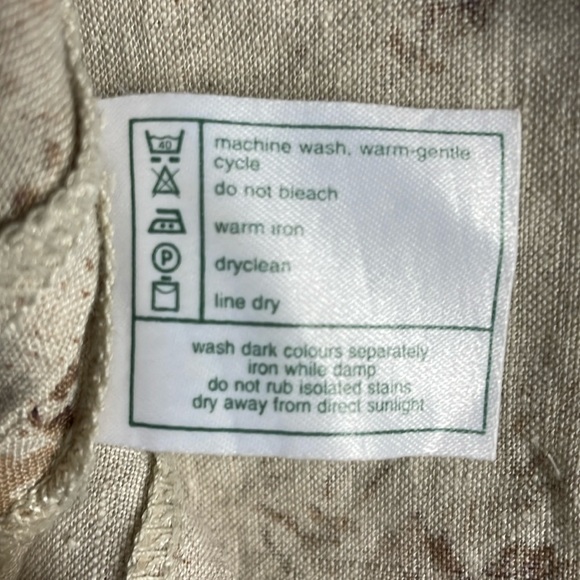 40
machine wash, warm-gentle
cycle
do not bleach
warm iron
P
dryclean
line dry
wash dark colours separately
iron while damp
do not rub isolated stains
dry away from direct sunlight